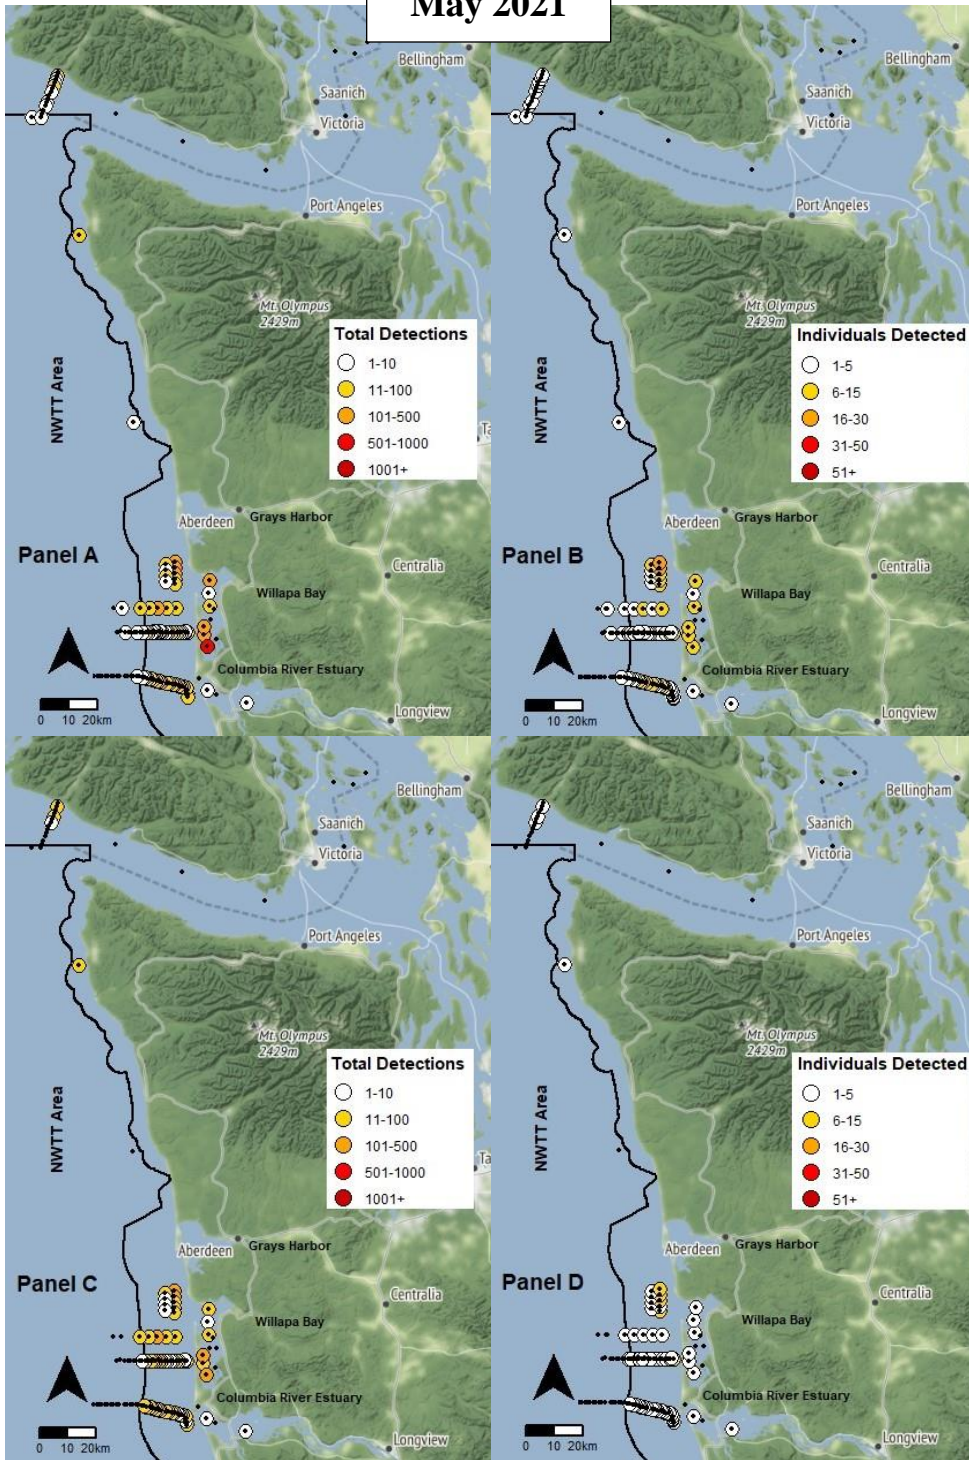 May 2021
Bellingham
Saanich
Victoria
Port Angeles
Mt. Olympus
2429m
Total Detections
1-10
11-100
101-500
501-1000
1001+
NWTT Area
Ta
Aberdeen
Grays Harbor
Panel A
Centralia
Willapa Bay
Columbia River Estuary
0 10 20km
Longview
Bellingham
Saanich
Victoria
Port Angeles
Mt. Olympus
2429m
Individuals Detected
1-5
6-15
16-30
31-50
51+
NWTT Area
Aberdeen
Grays Harbor
Panel B
Centralia
Willapa Bay
Columbia River Estuary
0 10 20km
Longview
Bellingham
Saanich
Victoria
Port Angeles
Mt. Olympus
2429m
Total Detections
1-10
11-100
101-500
501-1000
1001+
NWTT Area
Ta
Aberdeen
Grays Harbor
Panel C
Centralia
Willapa Bay
Columbia River Estuary
0 10 20km
Longview
Bellingham
Saanich
Victoria
Port Angeles
Mt. Olympus
2429m
Individuals Detected
1-5
6-15
16-30
31-50
51+
NWTT Area
Aberdeen
Grays Harbor
Panel D
Centralia
Willapa Bay
Columbia River Estuary
0 10 20km
Longview